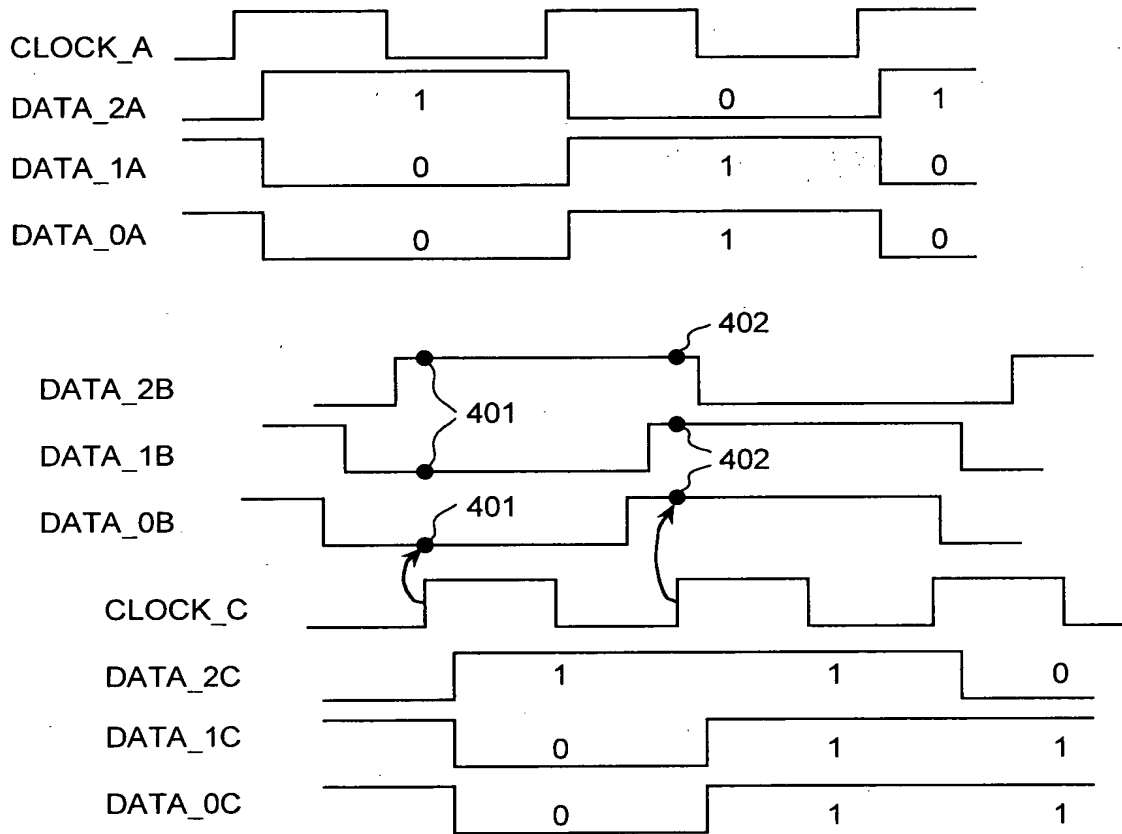 CLOCK_A
DATA_2A 1 0 1
DATA_1A 0 1 0
DATA_0A 0 1 0
402
DATA_2B
401
DATA_1B
402
DATA_0B 401
CLOCK_C
DATA_2C 1 1 0
DATA_1C 0 1 1
DATA_0C 0 1 1